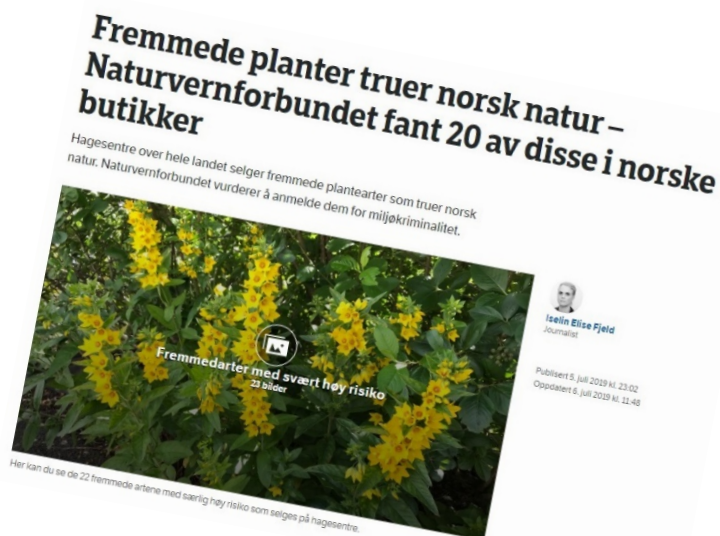 Fremmede planter truer norsk natur –
Naturvernforbundet fant 20 av disse i norske
butikker
Hagesentre over hele landet selger fremmede plantearter som truer norsk
natur. Naturvernforbundet vurderer å anmelde dem for miljøkriminalitet.
Fremmedarter med svært høy risiko
23 bilder
Iselin Elise Fjeld
Journalist
Publisert 5. juli 2019 kl. 23:02
Oppdatert 6. juli 2019 kl. 11:48
Her kan du se de 22 fremmede artene med særlig høy risiko som selges på hagesentre.